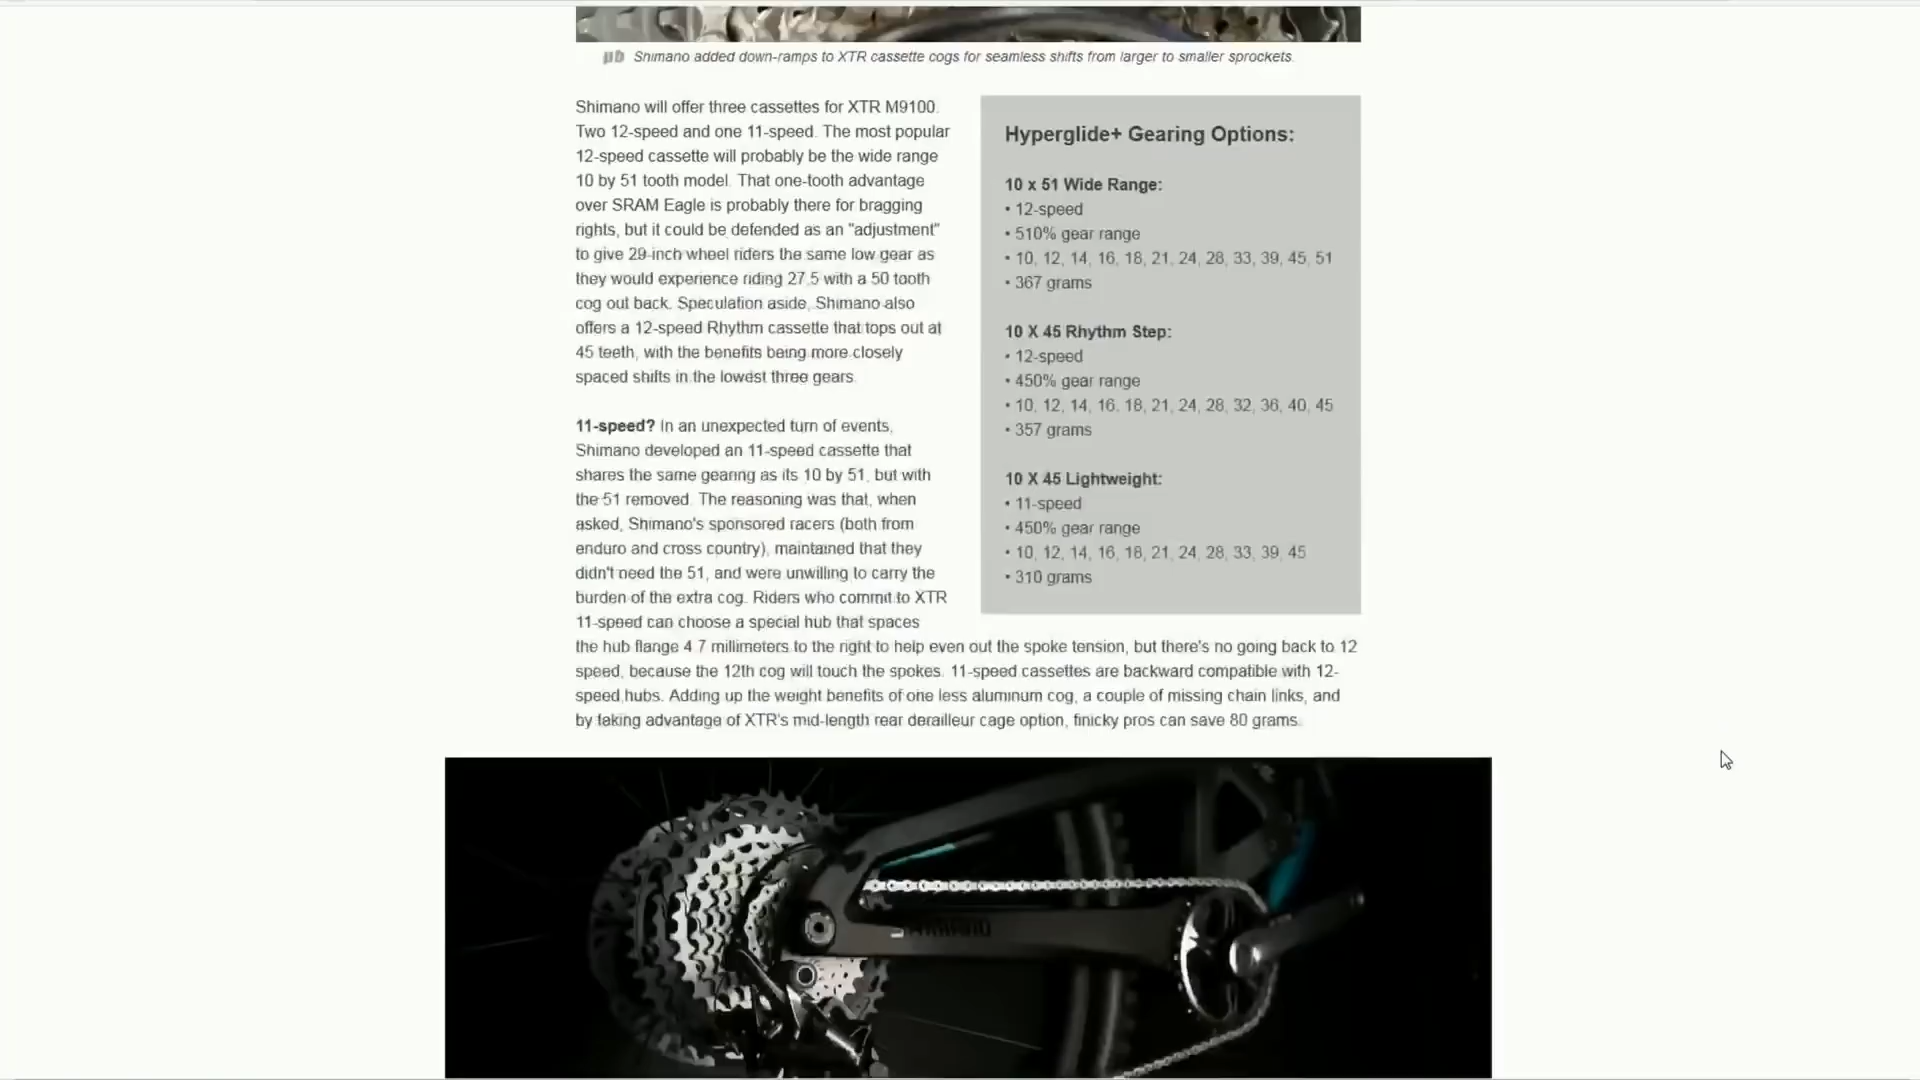 Shimano added down-ramps to XTR cassette cogs for seamless shifts from larger to smaller sprockets.
Shimano will offer three cassettes for XTR M9100.
Two 12-speed and one 11-speed. The most popular
12-speed cassette will probably be the wide range
10 by 51 tooth model. That one-tooth advantage
over SRAM Eagle is probably there for bragging
rights, but it could be defended as an "adjustment"
to give 29-inch wheel riders the same low gear as
they would experience riding 27.5 with a 50 tooth
cog out back. Speculation aside, Shimano also
offers a 12-speed Rhythm cassette that tops out at
45 teeth, with the benefits being more closely
spaced shifts in the lowest three gears.
11-speed? In an unexpected turn of events,
Shimano developed an 11-speed cassette that
shares the same gearing as its 10 by 51, but with
the 51 removed. The reasoning was that, when
asked, Shimano's sponsored racers (both from
enduro and cross country), maintained that they
didn't need the 51, and were unwilling to carry the
burden of the extra cog. Riders who commit to XTR
11-speed can choose a special hub that spaces
the hub flange 4.7 millimeters to the right to help even out the spoke tension, but there's no going back to 12
speed, because the 12th cog will touch the spokes. 11-speed cassettes are backward compatible with 12-
speed hubs. Adding up the weight benefits of one less aluminum cog, a couple of missing chain links, and
by taking advantage of XTR's mid-length rear derailleur cage option, finicky pros can save 80 grams.
Hyperglide+ Gearing Options:
10 x 51 Wide Range:
• 12-speed
• 510% gear range
• 10, 12, 14, 16, 18, 21, 24, 28, 33, 39, 45, 51
• 367 grams
10 X 45 Rhythm Step:
• 12-speed
• 450% gear range
• 10, 12, 14, 16, 18, 21, 24, 28, 32, 36, 40, 45
• 357 grams
10 X 45 Lightweight:
• 11-speed
• 450% gear range
• 10, 12, 14, 16, 18, 21, 24, 28, 33, 39, 45
• 310 grams